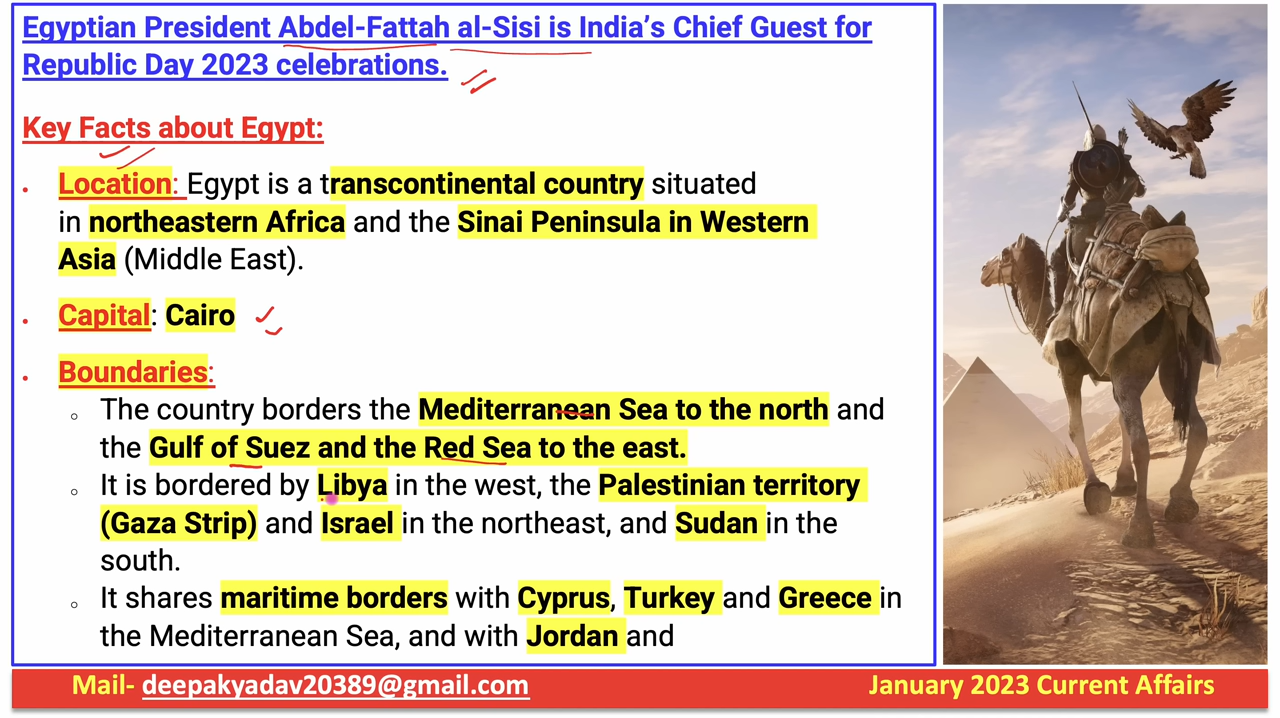 Egyptian President Abdel-Fattah al-Sisi is India’s Chief Guest for
Republic Day 2023 celebrations.
Key Facts about Egypt:
• Location: Egypt is a transcontinental country situated
in northeastern Africa and the Sinai Peninsula in Western
Asia (Middle East).
• Capital: Cairo
• Boundaries:
○ The country borders the Mediterranean Sea to the north and
the Gulf of Suez and the Red Sea to the east.
○ It is bordered by Libya in the west, the Palestinian territory
(Gaza Strip) and Israel in the northeast, and Sudan in the
south.
○ It shares maritime borders with Cyprus, Turkey and Greece in
the Mediterranean Sea, and with Jordan and
Mail- deepakyadav20389@gmail.com
January 2023 Current Affairs